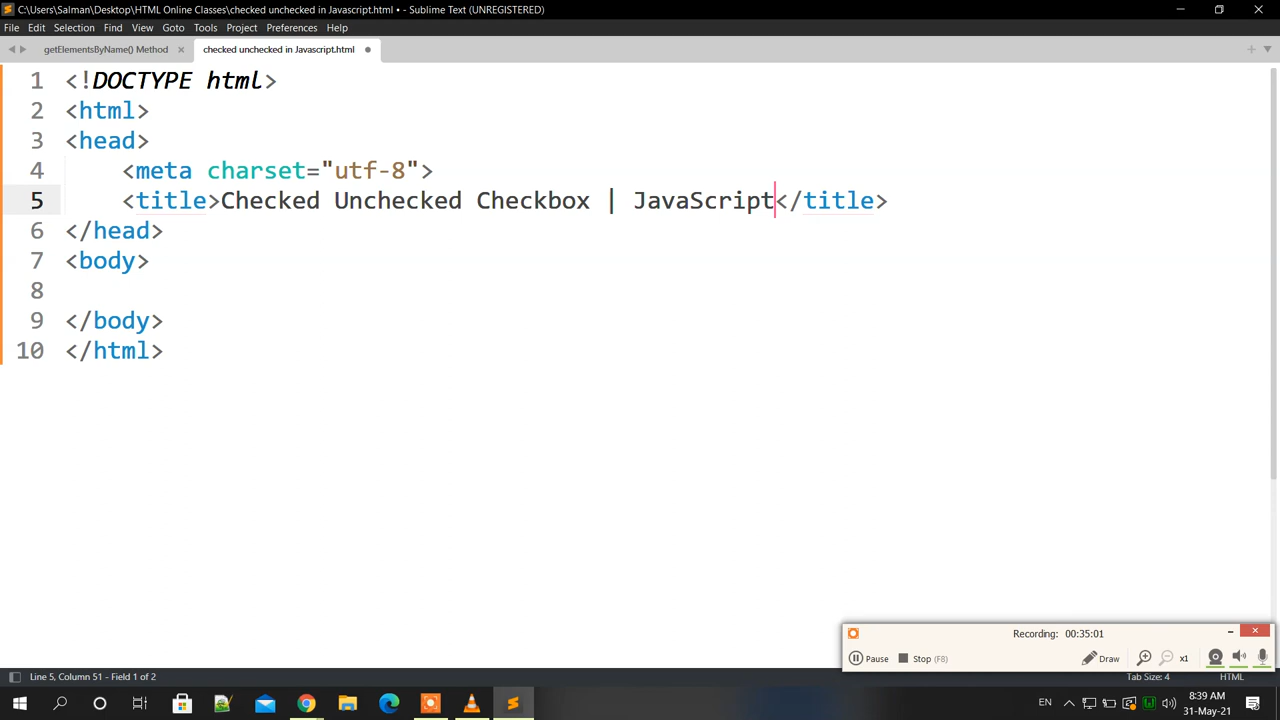 C:\Users\Salman\Desktop\HTML Online Classes\checked unchecked in Javascript.html • - Sublime Text (UNREGISTERED)
File Edit Selection Find View Goto Tools Project Preferences Help
getElementsByName() Method checked unchecked in Javascript.html
1 <!DOCTYPE html>
2 <html>
3 <head>
4 <meta charset="utf-8">
5 <title>Checked Unchecked Checkbox | JavaScript</title>
6 </head>
7 <body>
8
9 </body>
10 </html>
Recording: 00:35:01
Pause Stop (F8) Draw x1
Line 5, Column 51 - Field 1 of 2 Tab Size: 4 HTML
EN 8:39 AM
31-May-21